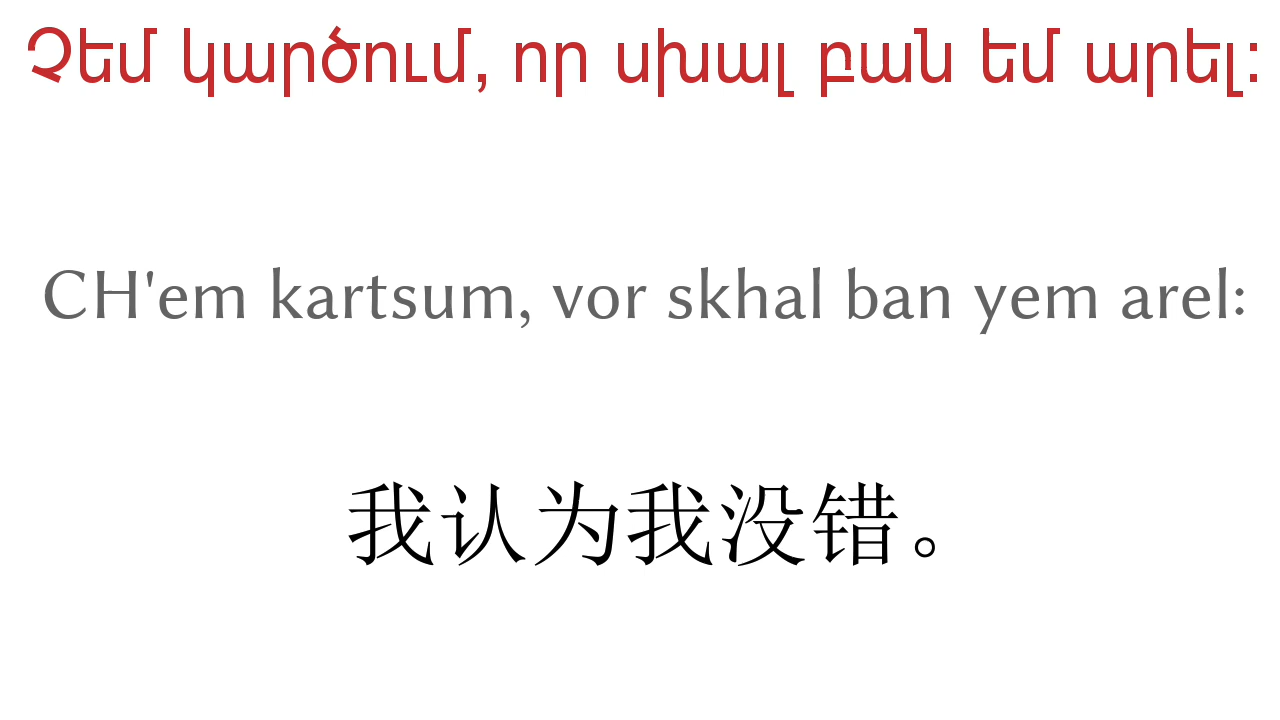 Չեմ կարծում, որ սխալ բան եմ արել:
CH'em kartsum, vor skhal ban yem arel:
我认为我没错。